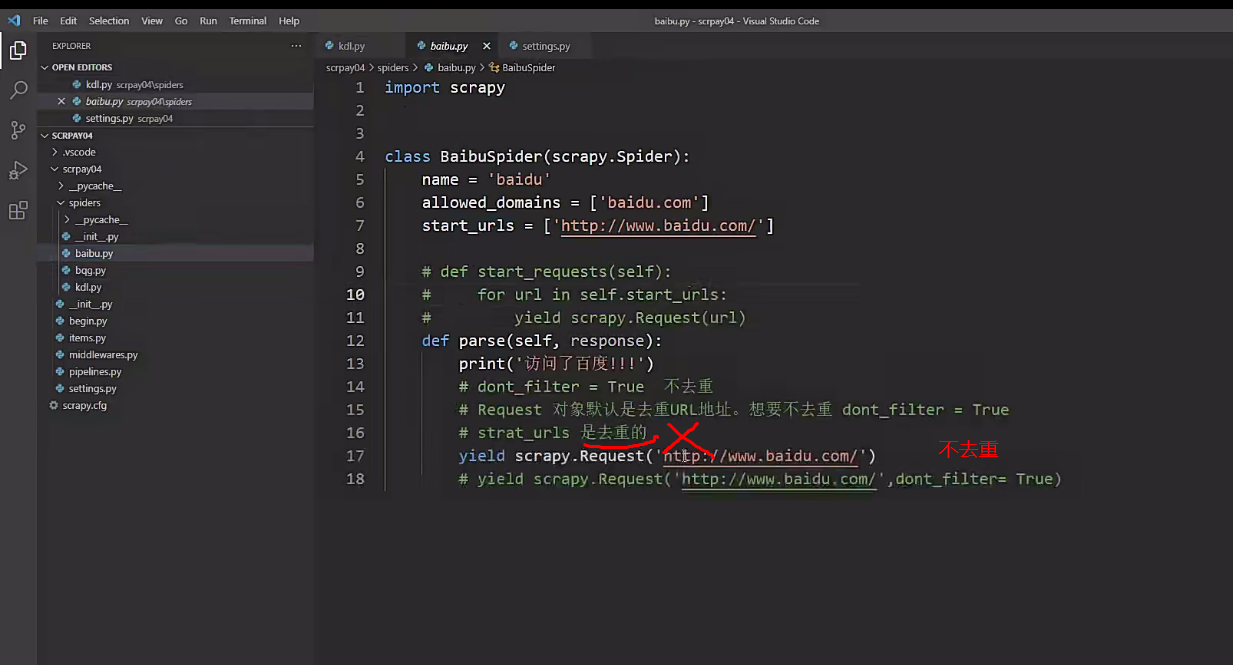 File Edit Selection View Go Run Terminal Help
baibu.py - scrpay04 - Visual Studio Code
EXPLORER
OPEN EDITORS
kdl.py scrpay04\spiders
baibu.py scrpay04\spiders
settings.py scrpay04
SCRPAY04
.vscode
scrpay04
__pycache__
spiders
__pycache__
__init__.py
baibu.py
bqg.py
kdl.py
__init__.py
begin.py
items.py
middlewares.py
pipelines.py
settings.py
scrapy.cfg
kdl.py baibu.py settings.py
scrpay04 > spiders > baibu.py > BaibuSpider
1 import scrapy
2
3
4 class BaibuSpider(scrapy.Spider):
5 name = 'baidu'
6 allowed_domains = ['baidu.com']
7 start_urls = ['http://www.baidu.com/']
8
9 # def start_requests(self):
10 # for url in self.start_urls:
11 # yield scrapy.Request(url)
12 def parse(self, response):
13 print('访问了百度!!!')
14 # dont_filter = True 不去重
15 # Request 对象默认是去重URL地址。想要不去重 dont_filter = True
16 # strat_urls 是去重的
17 yield scrapy.Request('http://www.baidu.com/')
不去重
18 # yield scrapy.Request('http://www.baidu.com/',dont_filter= True)